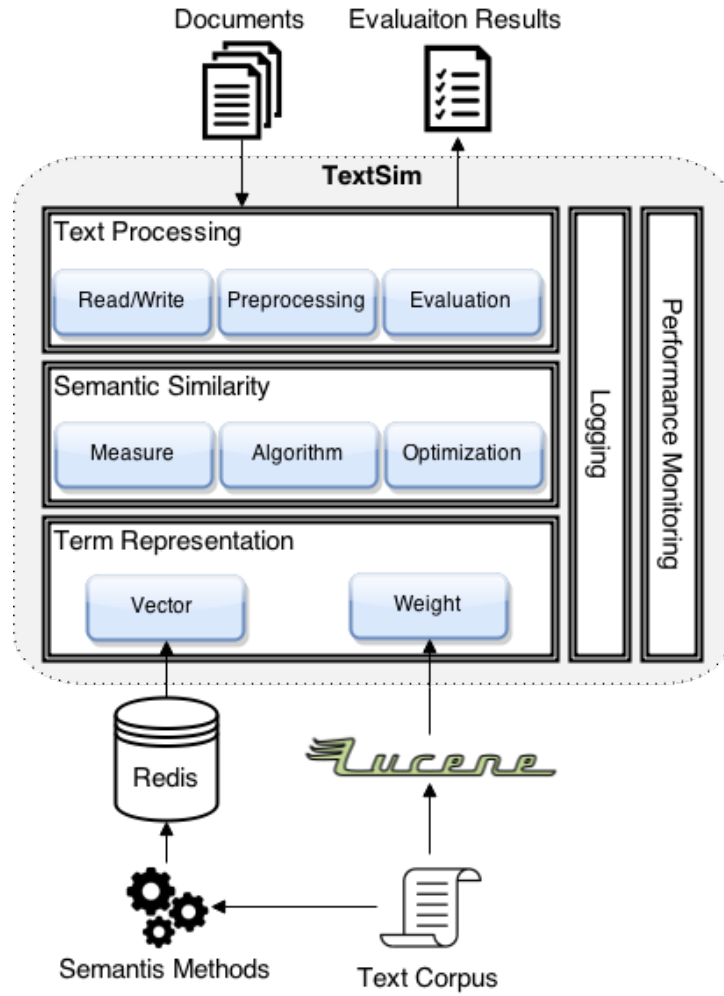 Documents
Evaluaiton Results
TextSim
Text Processing
Read/Write
Preprocessing
Evaluation
Semantic Similarity
Measure
Algorithm
Optimization
Term Representation
Vector
Weight
Logging
Performance Monitoring
Redis
Lucene
Semantis Methods
Text Corpus